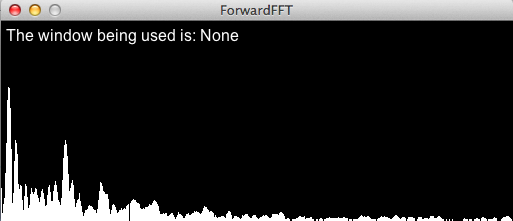 ForwardFFT
The window being used is: None